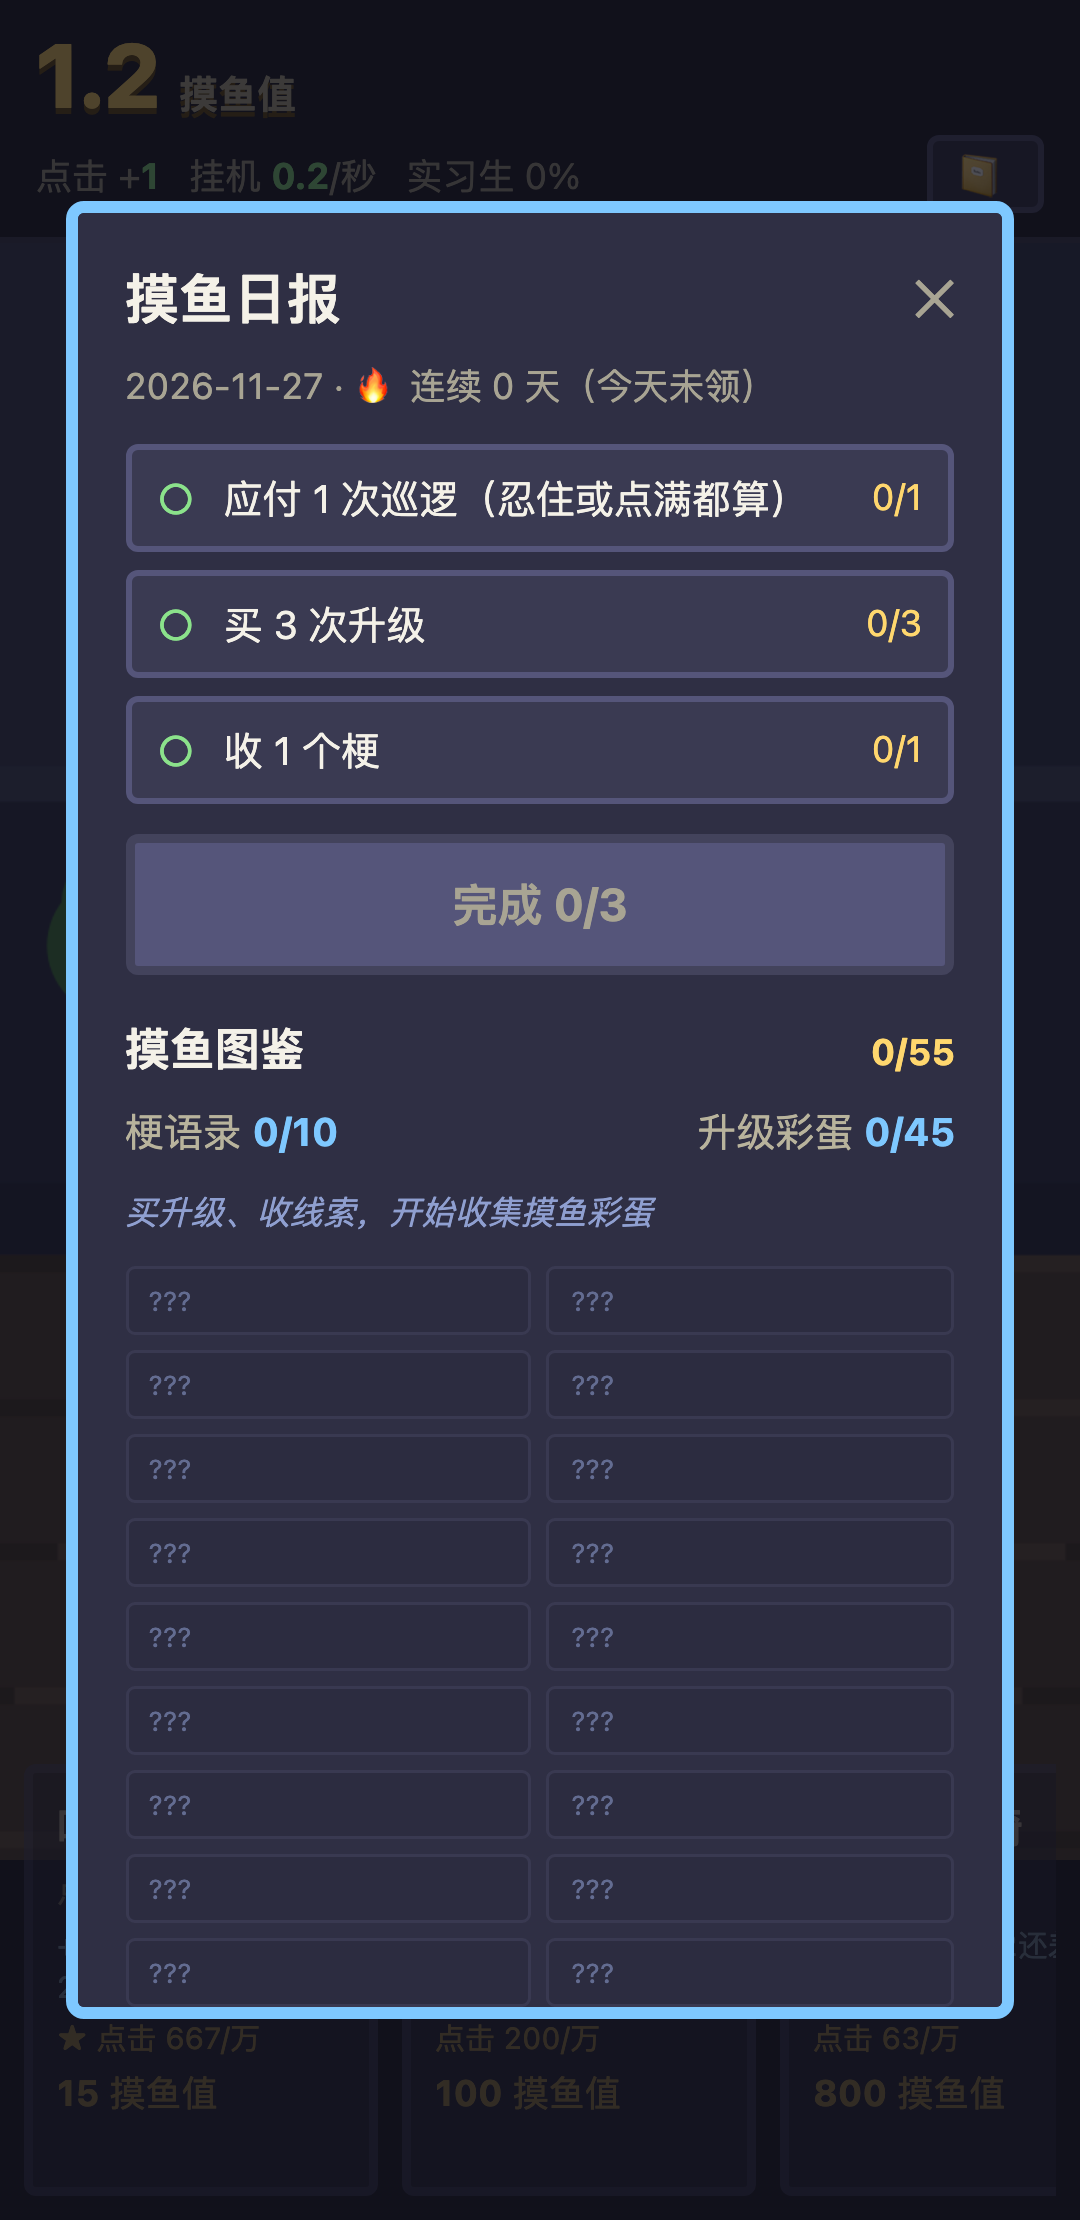 1.2 摸鱼值
点击 +1 挂机 0.2/秒 实习生 0%
摸鱼日报
2026-11-27 · 🔥 连续 0 天（今天未领）
应付 1 次巡逻（忍住或点满都算） 0/1
买 3 次升级 0/3
收 1 个梗 0/1
完成 0/3
摸鱼图鉴 0/55
梗语录 0/10 升级彩蛋 0/45
买升级、收线索，开始收集摸鱼彩蛋
??? ???
??? ???
??? ???
??? ???
??? ???
??? ???
??? ???
??? ???
??? ???
★ 点击 667/万 点击 200/万 点击 63/万
15 摸鱼值 100 摸鱼值 800 摸鱼值